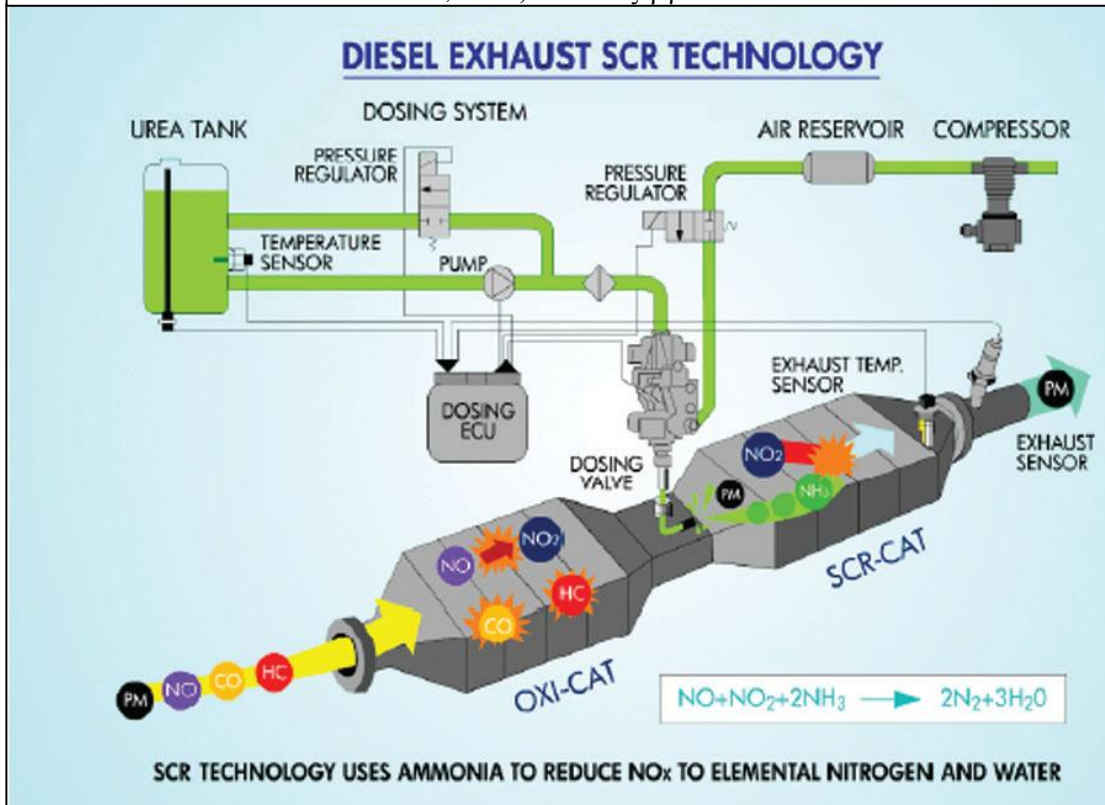 DIESEL EXHAUST SCR TECHNOLOGY
DOSING SYSTEM
UREA TANK
PRESSURE
REGULATOR
AIR RESERVOIR
COMPRESSOR
PRESSURE
REGULATOR
TEMPERATURE
SENSOR
PUMP
DOSING
ECU
EXHAUST TEMP.
SENSOR
PM
EXHAUST
SENSOR
DOSING
VALVE
NO2
PM
NH3
SCR-CAT
NO
NO2
CO
HC
OXI-CAT
PM
NO
CO
HC
NO+NO2+2NH3 → 2N2+3H2O
SCR TECHNOLOGY USES AMMONIA TO REDUCE NOx TO ELEMENTAL NITROGEN AND WATER